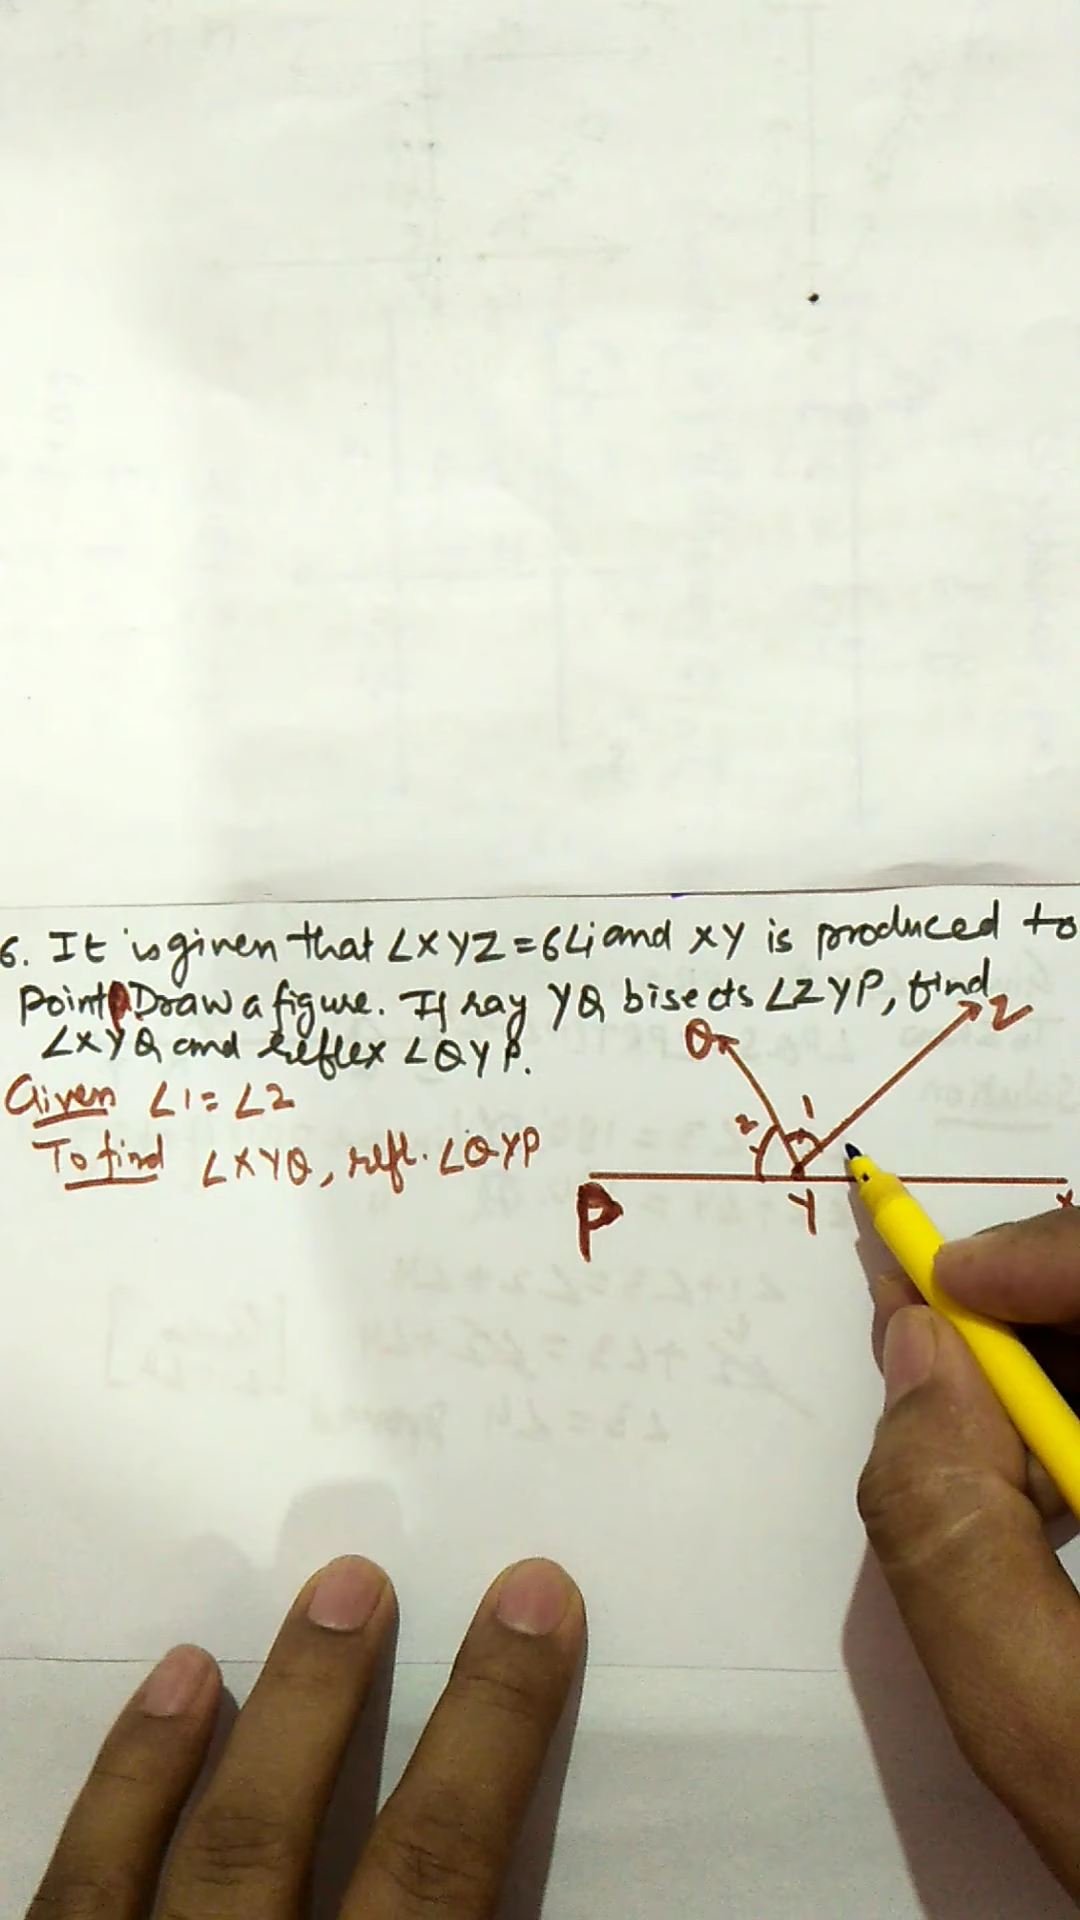 6. It is given that ∠XYZ = 64; and XY is produced to
point P Draw a figure. If ray YQ bisects ∠ZYP, find
∠XYQ and reflex ∠QYP.
Given ∠1 = ∠2
To find ∠XYQ, refl. ∠QYP
Q
Z
2
1
P
Y
X